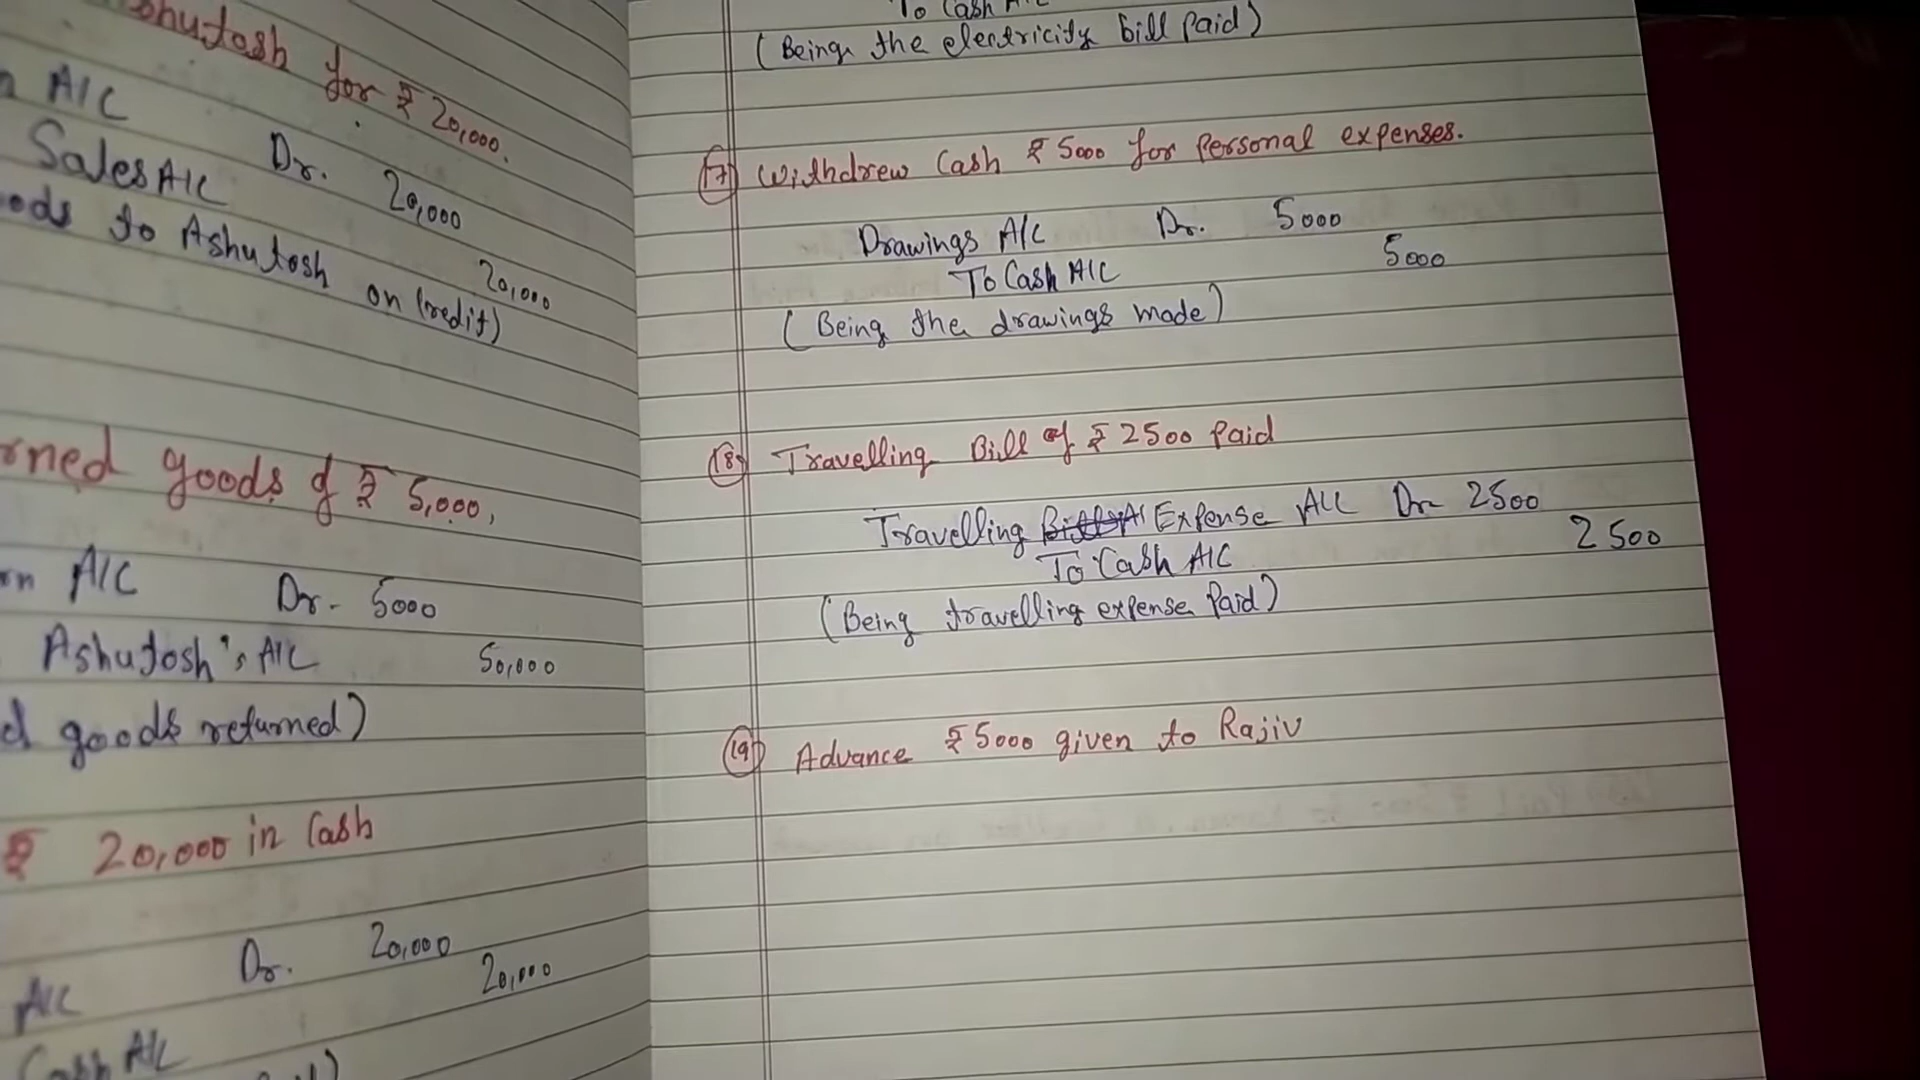 for ₹ 20,000.
A/C Dr. 20,000
Sales A/C 20,000
to Ashutosh on Credit)
goods of ₹ 5,000,
A/C Dr. 5000
Ashutosh's A/C 50,000
goods returned)
₹ 20,000 in Cash
A/C Dr. 20,000
Cash A/C 20,000
To Cash A/C
(Being the electricity bill Paid)
17 Withdrew Cash ₹ 5000 for Personal expenses.
Drawings A/C Dr. 5000
To Cash A/C 5000
(Being the drawings made)
18 Travelling Bill of ₹ 2500 Paid
Travelling Expense A/C Dr 2500
To Cash A/C 2500
(Being travelling expense Paid)
19 Advance ₹ 5000 given to Rajiv